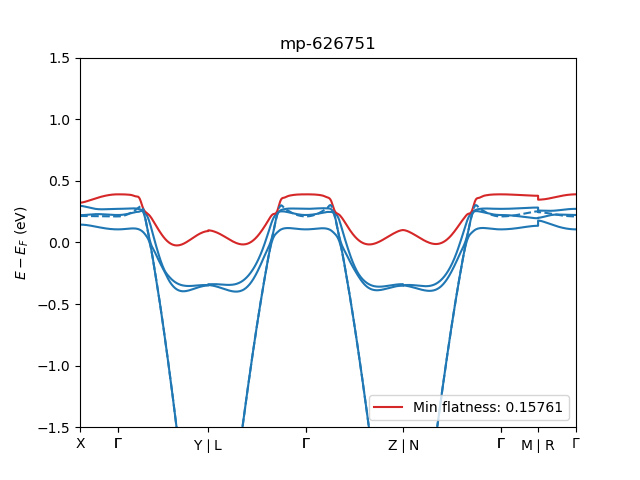 mp-626751
E − E_F (eV)
1.5
1.0
0.5
0.0
−0.5
−1.0
−1.5
Min flatness: 0.15761
X Γ Y | L Γ Z | N Γ M | R Γ